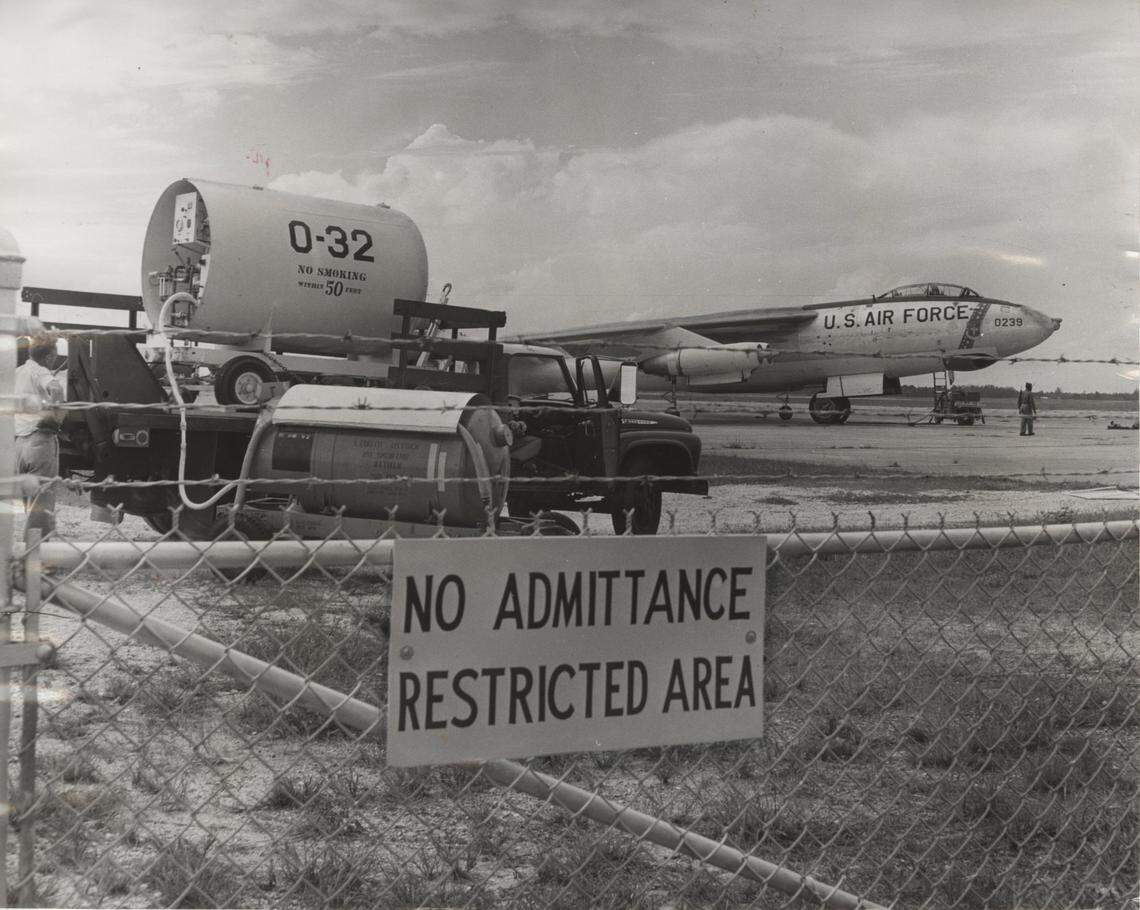 O-32
NO SMOKING
WITHIN 50 FEET
U.S. AIR FORCE
0239
NO ADMITTANCE
RESTRICTED AREA